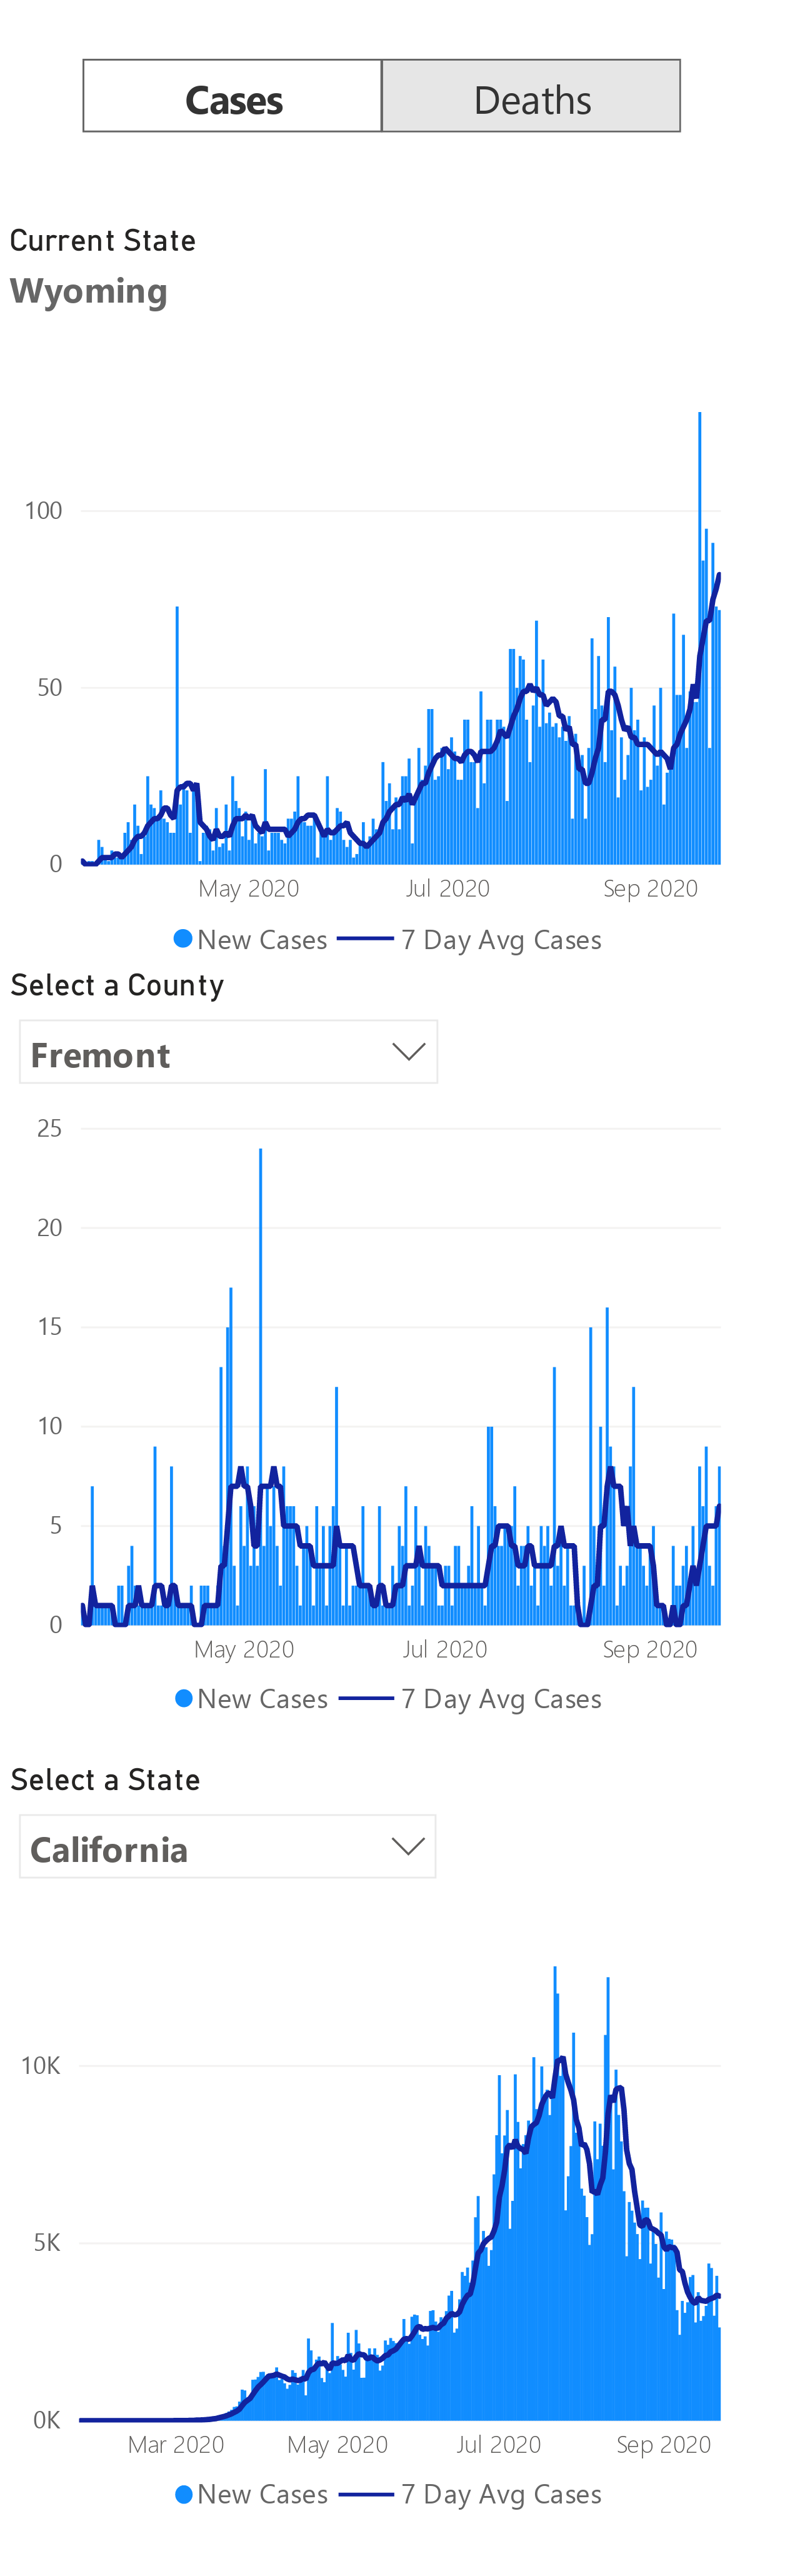 Cases Deaths
Current State
Wyoming
100
50
0
May 2020 Jul 2020 Sep 2020
New Cases 7 Day Avg Cases
Select a County
Fremont
25
20
15
10
5
0
May 2020 Jul 2020 Sep 2020
New Cases 7 Day Avg Cases
Select a State
California
10K
5K
0K
Mar 2020 May 2020 Jul 2020 Sep 2020
New Cases 7 Day Avg Cases